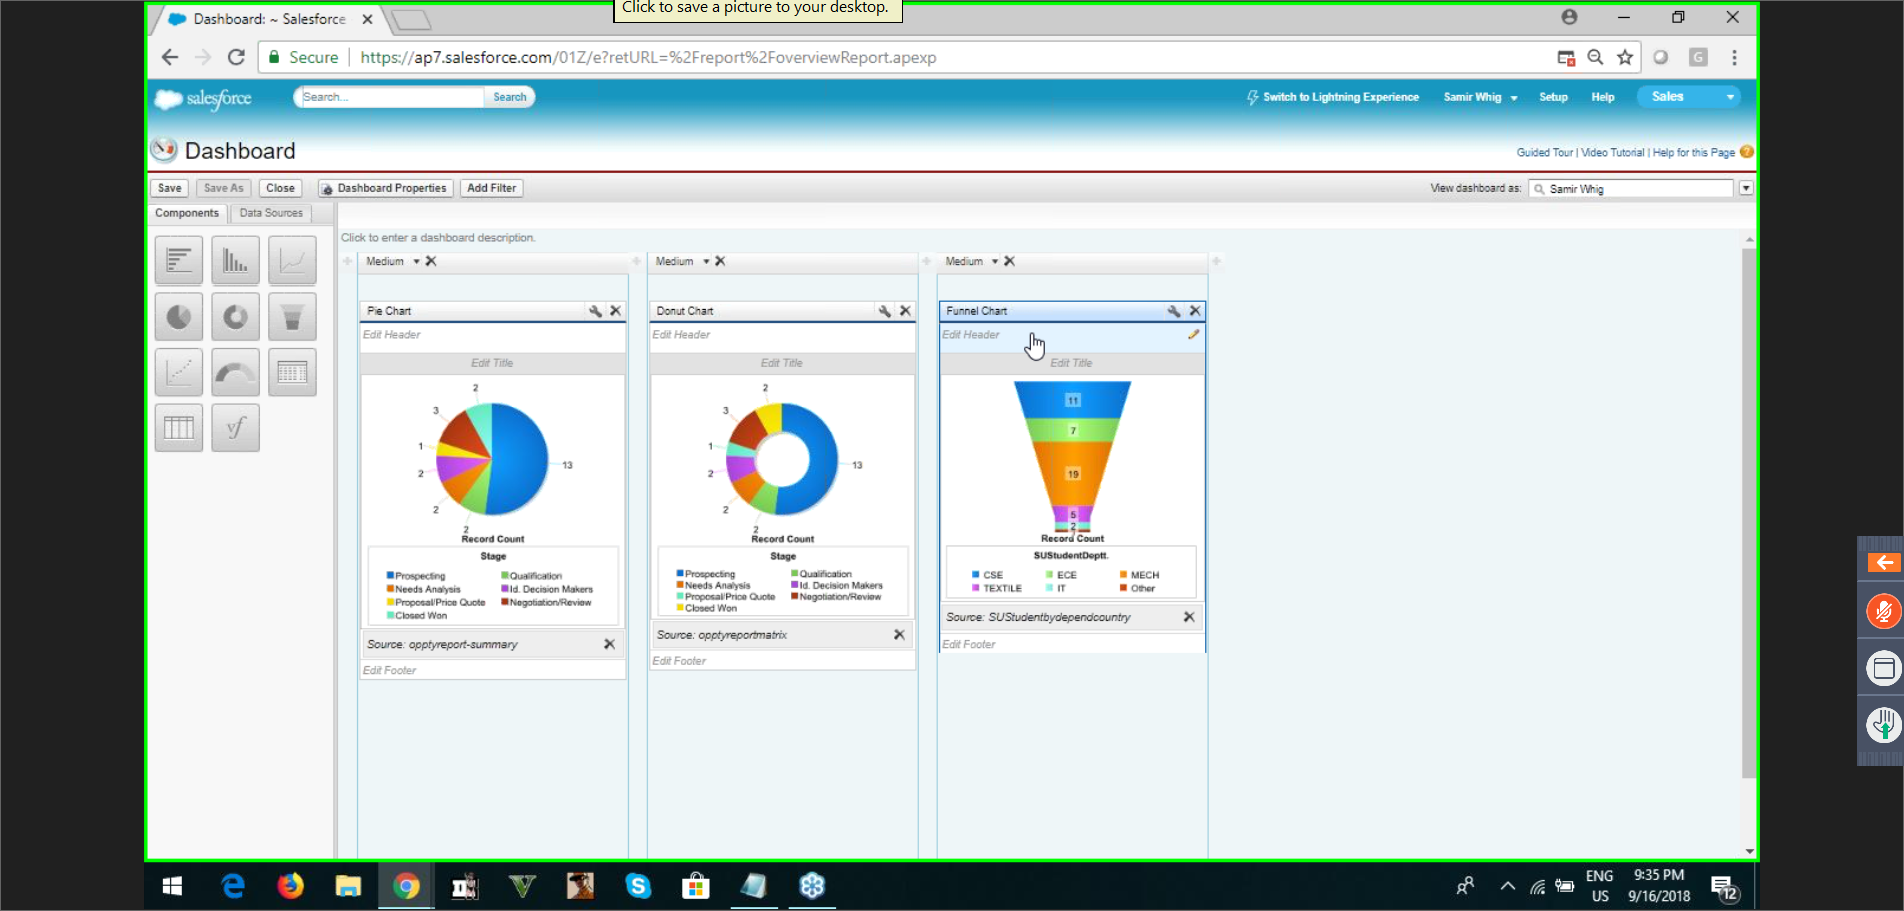 Click to save a picture to your desktop.
Dashboard: ~ Salesforce
Secure https://ap7.salesforce.com/01Z/e?retURL=%2Freport%2FoverviewReport.apexp
G
salesforce
Search...
Search
Switch to Lightning Experience
Samir Whig
Setup
Help
Sales
Dashboard
Guided Tour | Video Tutorial | Help for this Page
Save
Save As
Close
Dashboard Properties
Add Filter
View dashboard as:
Samir Whig
Components
Data Sources
Click to enter a dashboard description.
Medium
Medium
Medium
vf
Pie Chart
Edit Header
Edit Title
2
3
1
2
2
2
13
Record Count
Stage
Prospecting
Qualification
Needs Analysis
Id. Decision Makers
Proposal/Price Quote
Negotiation/Review
Closed Won
Source: opptyreport-summary
Edit Footer
Donut Chart
Edit Header
Edit Title
2
3
1
2
2
2
13
Record Count
Stage
Prospecting
Qualification
Needs Analysis
Id. Decision Makers
Proposal/Price Quote
Negotiation/Review
Closed Won
Source: opptyreportmatrix
Edit Footer
Funnel Chart
Edit Header
Edit Title
11
7
19
5
2
Record Count
SUStudentDeptt.
CSE
ECE
MECH
TEXTILE
IT
Other
Source: SUStudentbydependcountry
Edit Footer
ENG
US
9:35 PM
9/16/2018
12